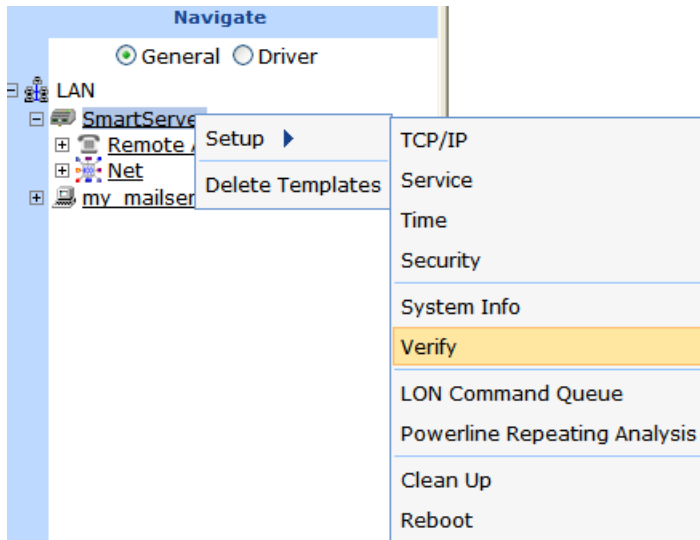 Navigate
General Driver
LAN
SmartServe
Remote
Net
my_mailser
Setup
Delete Templates
TCP/IP
Service
Time
Security
System Info
Verify
LON Command Queue
Powerline Repeating Analysis
Clean Up
Reboot